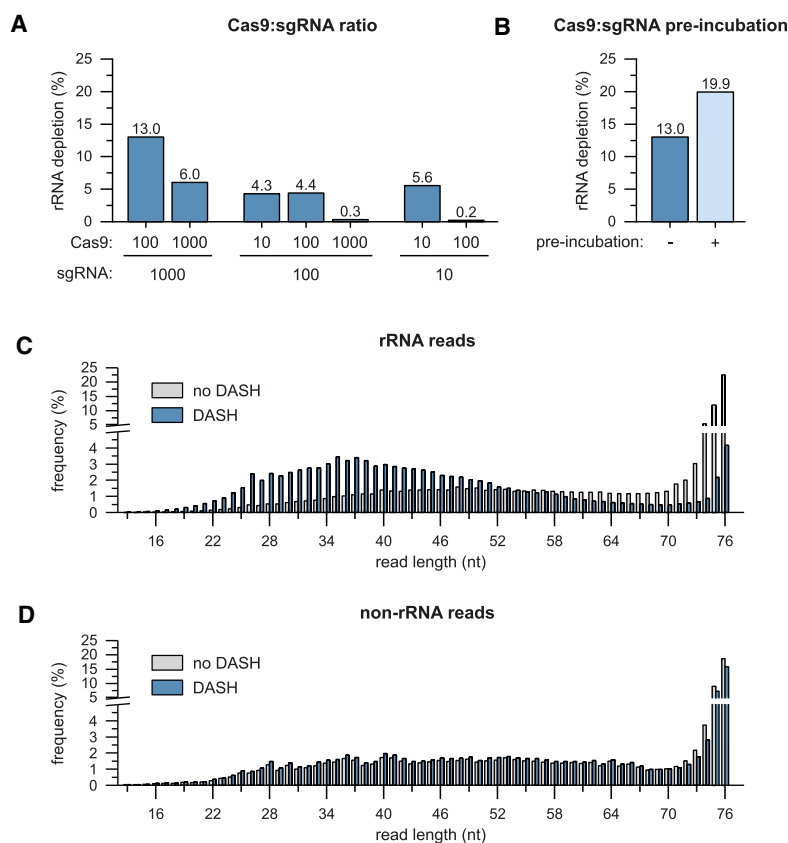 A
Cas9:sgRNA ratio
rRNA depletion (%)
25
20
15
10
5
0
13.0
6.0
4.3
4.4
0.3
5.6
0.2
Cas9: 100 1000 10 100 1000 10 100
sgRNA: 1000 100 10
B
Cas9:sgRNA pre-incubation
rRNA depletion (%)
25
20
15
10
5
0
13.0
19.9
pre-incubation: - +
C
rRNA reads
frequency (%)
25
20
15
10
5
4
3
2
1
0
no DASH
DASH
16 22 28 34 40 46 52 58 64 70 76
read length (nt)
D
non-rRNA reads
frequency (%)
25
20
15
10
5
4
3
2
1
0
no DASH
DASH
16 22 28 34 40 46 52 58 64 70 76
read length (nt)